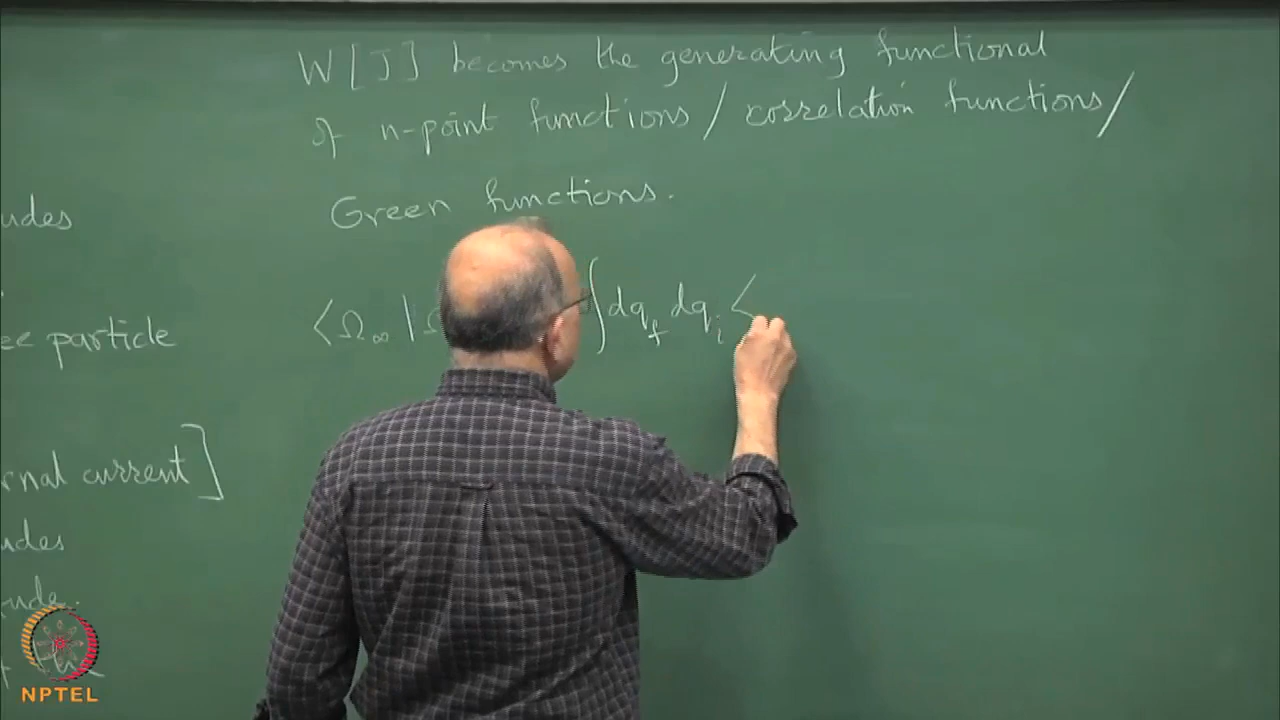 W[J] becomes the generating functional
of n-point functions / correlation functions /
udes
Green functions.
⟨Ω∞ | Ω ∫dq_f dq_i ⟨
ee particle
rnal current]
udes
ude.
NPTEL